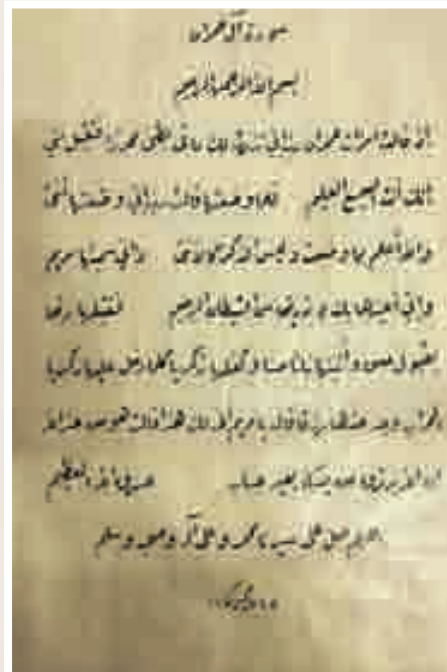 سورة آل عمران
بسم الله الرحمن الرحيم
إذ قالت امرأة عمران رب إني نذرت لك ما في بطني محررا فتقبل مني
إنك أنت السميع العليم فلما وضعتها قالت رب إني وضعتها أنثى
والله أعلم بما وضعت وليس الذكر كالأنثى وإني سميتها مريم
وإني أعيذها بك وذريتها من الشيطان الرجيم فتقبلها ربها
بقبول حسن وأنبتها نباتا حسنا وكفلها زكريا كلما دخل عليها زكريا
المحراب وجد عندها رزقا قال يا مريم أنى لك هذا قالت هو من عند الله
إن الله يرزق من يشاء بغير حساب صدق الله العظيم
اللهم صل على سيدنا محمد وعلى آله وصحبه وسلم